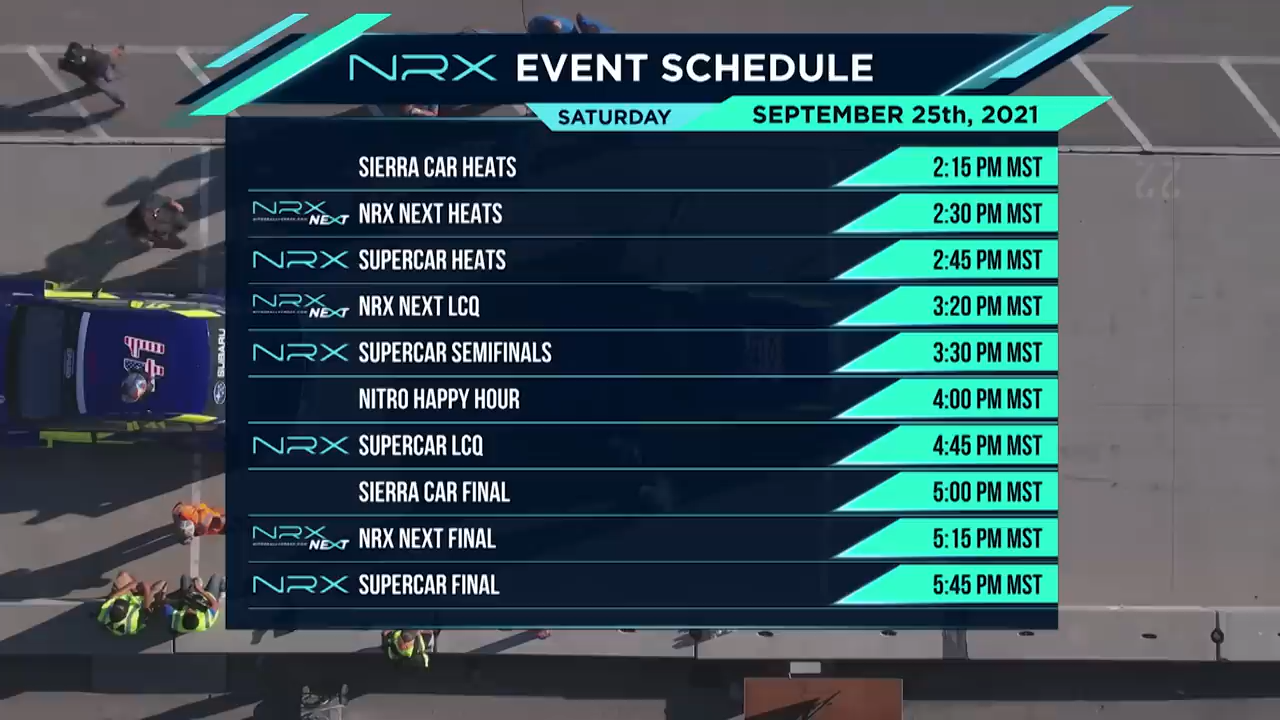 NRX EVENT SCHEDULE
SATURDAY SEPTEMBER 25th, 2021
SIERRA CAR HEATS 2:15 PM MST
NRX NEXT NRX NEXT HEATS 2:30 PM MST
NRX SUPERCAR HEATS 2:45 PM MST
NRX NEXT NRX NEXT LCQ 3:20 PM MST
NRX SUPERCAR SEMIFINALS 3:30 PM MST
NITRO HAPPY HOUR 4:00 PM MST
NRX SUPERCAR LCQ 4:45 PM MST
SIERRA CAR FINAL 5:00 PM MST
NRX NEXT NRX NEXT FINAL 5:15 PM MST
NRX SUPERCAR FINAL 5:45 PM MST
SUBARU
22